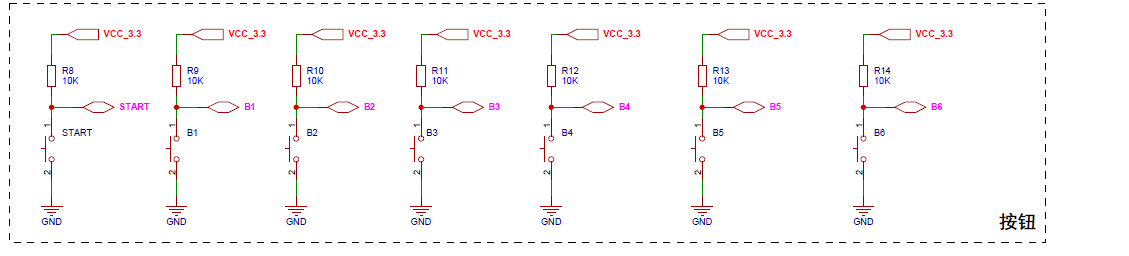 VCC_3.3 VCC_3.3 VCC_3.3 VCC_3.3 VCC_3.3 VCC_3.3 VCC_3.3
R8 R9 R10 R11 R12 R13 R14
10K 10K 10K 10K 10K 10K 10K
START B1 B2 B3 B4 B5 B6
1 1 1 1 1 1 1
START B1 B2 B3 B4 B5 B6
2 2 2 2 2 2 2
GND GND GND GND GND GND GND
按钮